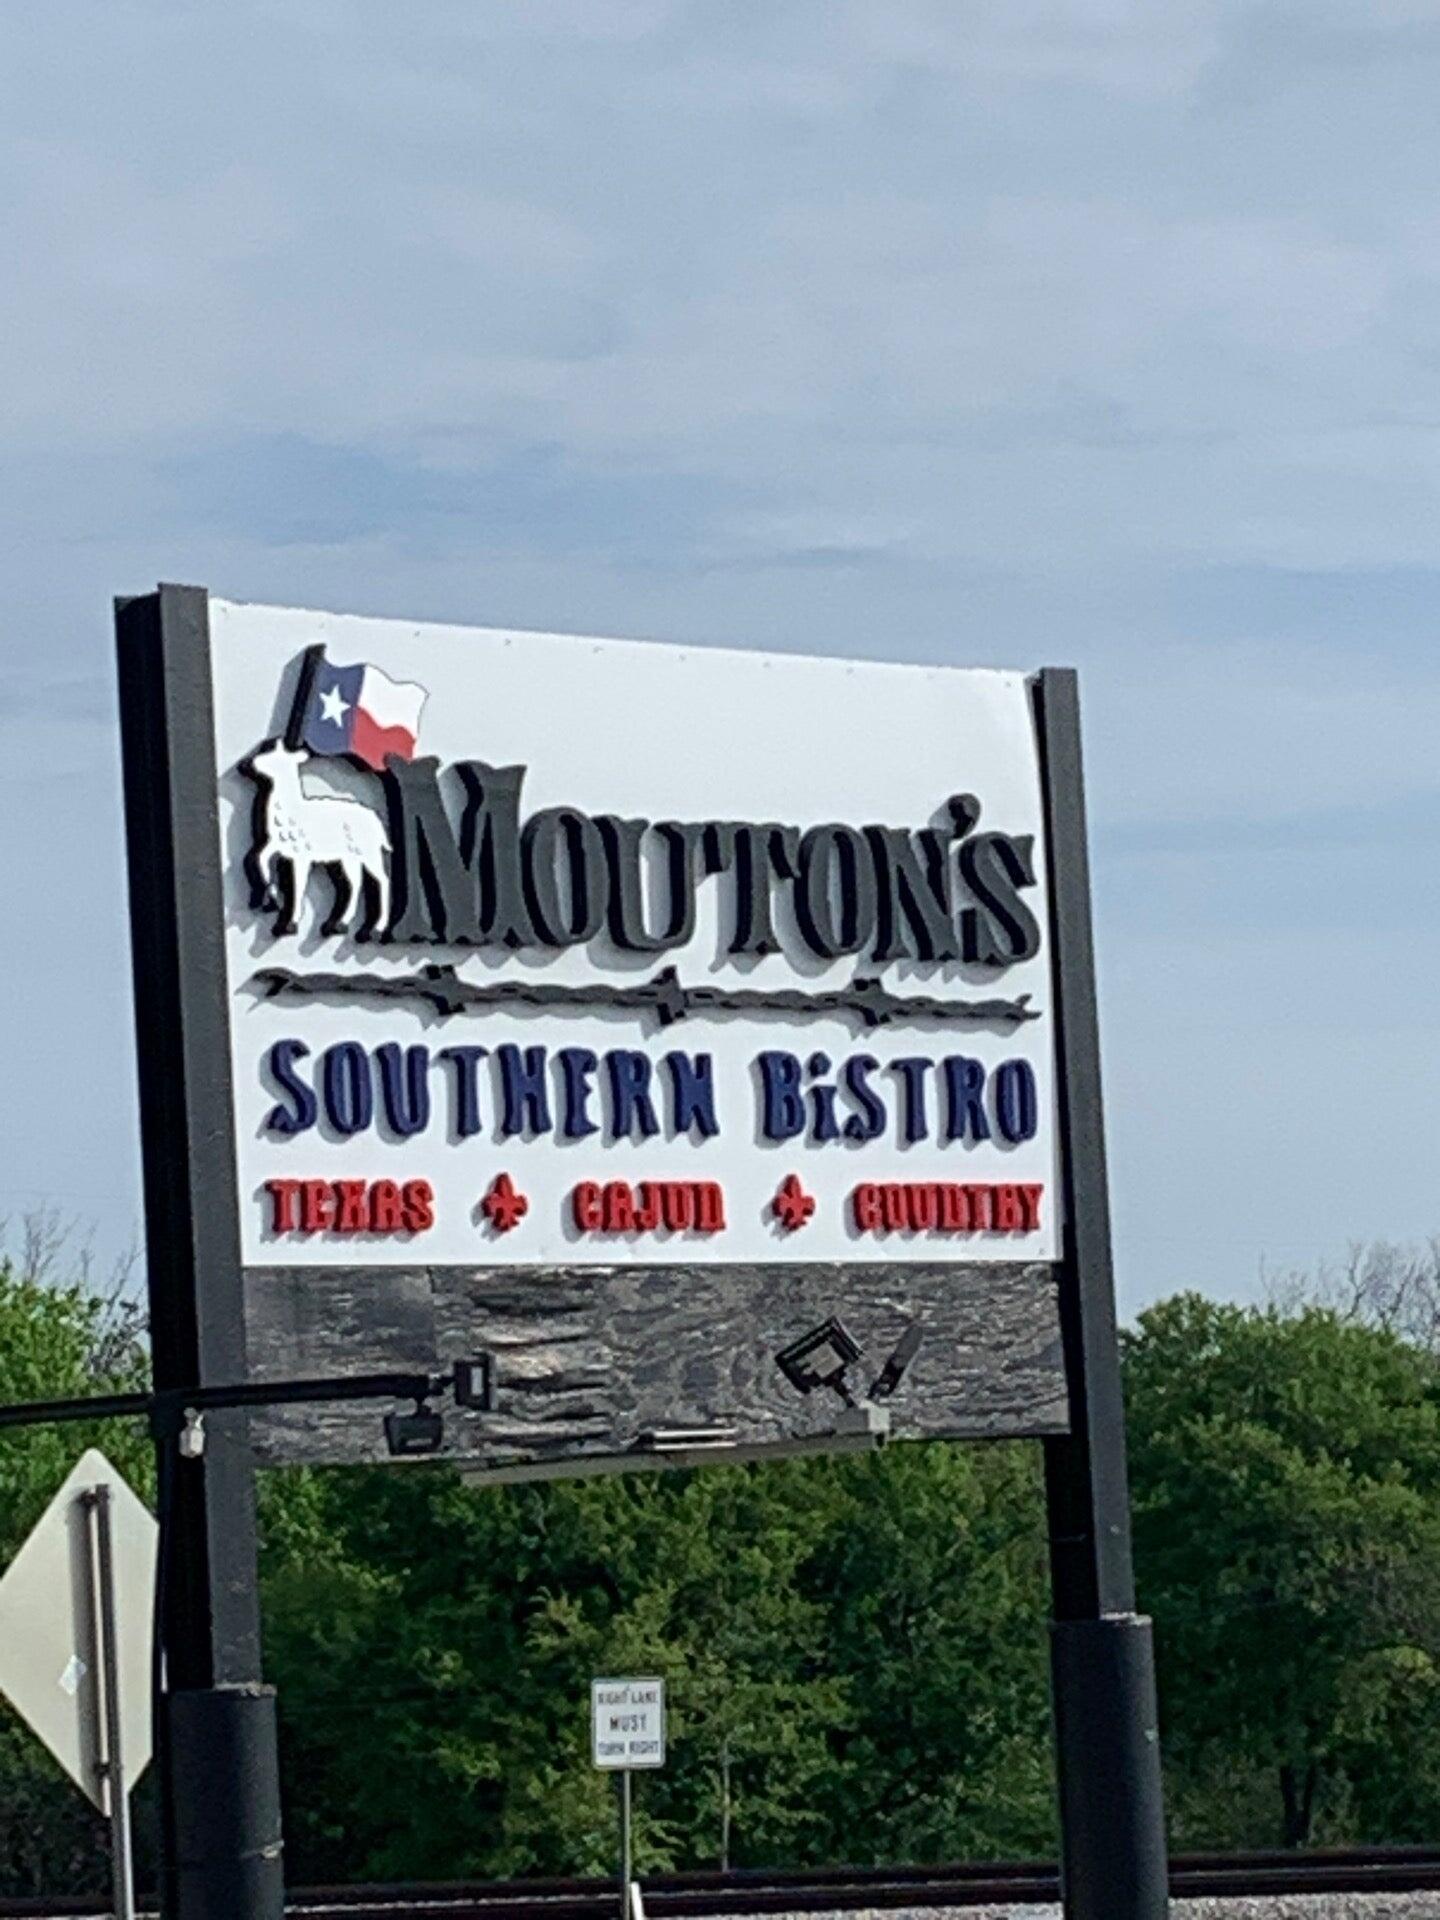 MOUTON'S
SOUTHERN BiSTRO
TEXAS CAJUN COUNTRY
RIGHT LANE
MUST
TURN RIGHT